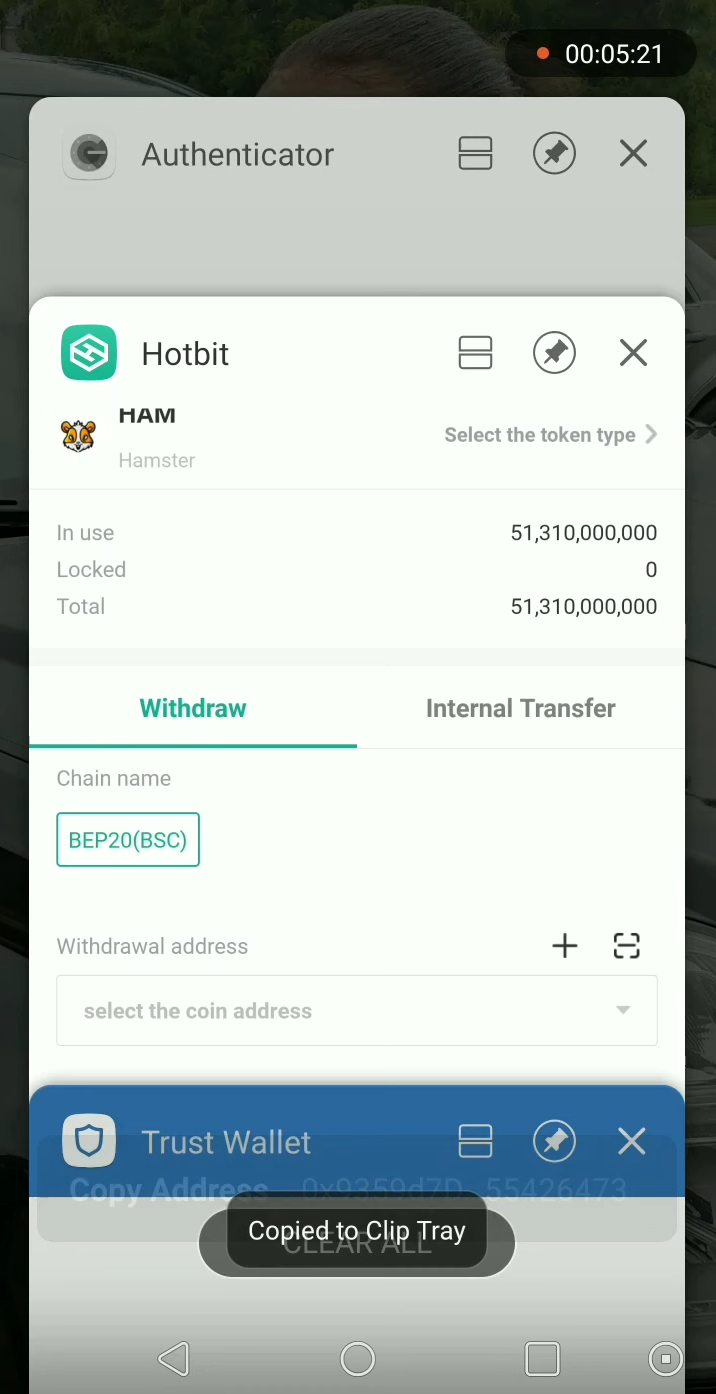 00:05:21
Authenticator
Hotbit
HAM
Hamster
Select the token type
In use 51,310,000,000
Locked 0
Total 51,310,000,000
Withdraw Internal Transfer
Chain name
BEP20(BSC)
Withdrawal address
select the coin address
Trust Wallet
Copy Address 0x9359d7D...55426473
Copied to Clip Tray
CLEAR ALL